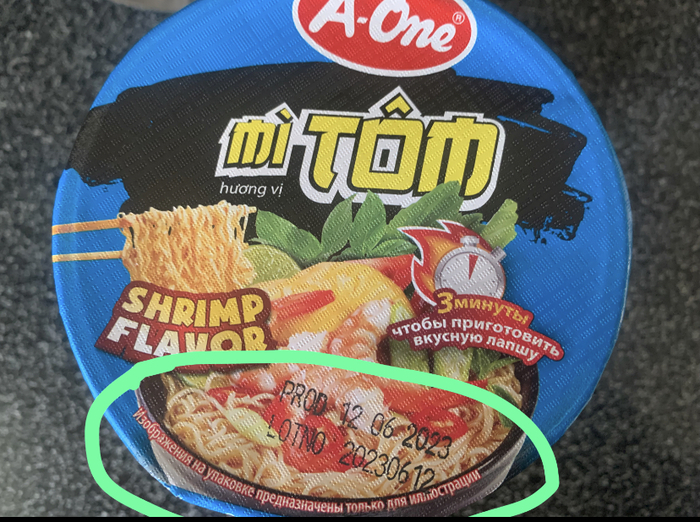 A-One®
mì TÔM
hương vị
SHRIMP
FLAVOR
3минуты
чтобы приготовить
вкусную лапшу
PROD 12 06 2023
LOTNO 20230612
Изображения на упаковке предназначены только для иллюстрации